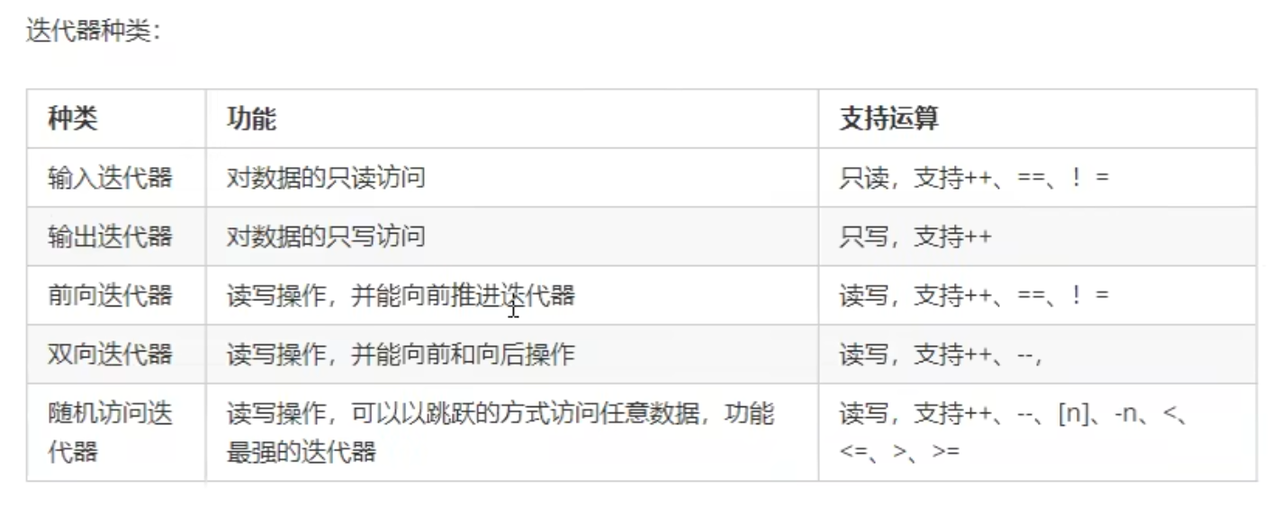 迭代器种类：
种类 功能 支持运算
输入迭代器 对数据的只读访问 只读，支持++、==、！=
输出迭代器 对数据的只写访问 只写，支持++
前向迭代器 读写操作，并能向前推进迭代器 读写，支持++、==、！=
双向迭代器 读写操作，并能向前和向后操作 读写，支持++、--，
随机访问迭 读写操作，可以以跳跃的方式访问任意数据，功能 读写，支持++、--、[n]、-n、<、
代器 最强的迭代器 <=、>、>=